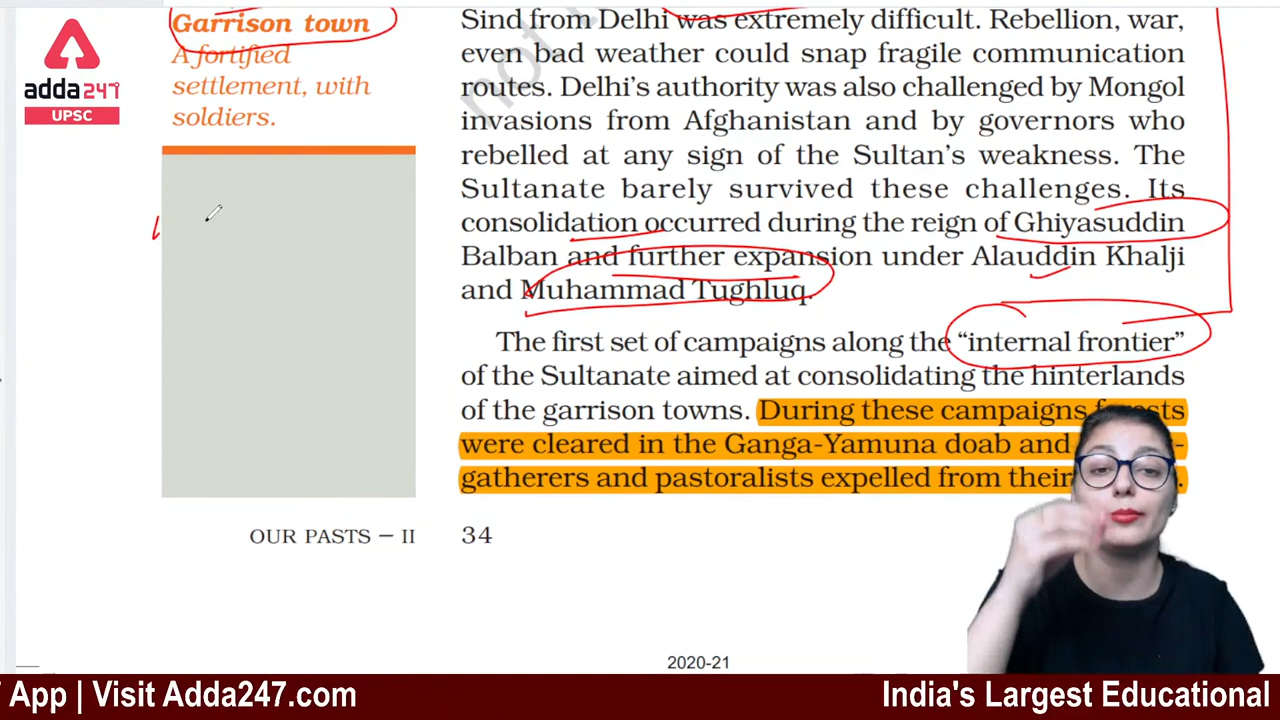 adda247
UPSC
Garrison town
A fortified
settlement, with
soldiers.
Sind from Delhi was extremely difficult. Rebellion, war,
even bad weather could snap fragile communication
routes. Delhi's authority was also challenged by Mongol
invasions from Afghanistan and by governors who
rebelled at any sign of the Sultan's weakness. The
Sultanate barely survived these challenges. Its
consolidation occurred during the reign of Ghiyasuddin
Balban and further expansion under Alauddin Khalji
and Muhammad Tughluq.
The first set of campaigns along the “internal frontier”
of the Sultanate aimed at consolidating the hinterlands
of the garrison towns. During these campaigns forests
were cleared in the Ganga-Yamuna doab and
gatherers and pastoralists expelled from their
OUR PASTS – II 34
2020-21
App | Visit Adda247.com
India's Largest Educational